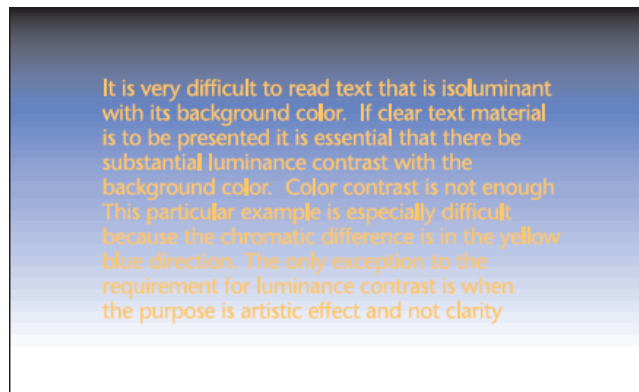 It is very difficult to read text that is isoluminant
with its background color.  If clear text material
is to be presented it is essential that there be
substantial luminance contrast with the
background color.  Color contrast is not enough
This particular example is especially difficult
because the chromatic difference is in the yellow
blue direction. The only exception to the
requirement for luminance contrast is when
the purpose is artistic effect and not clarity